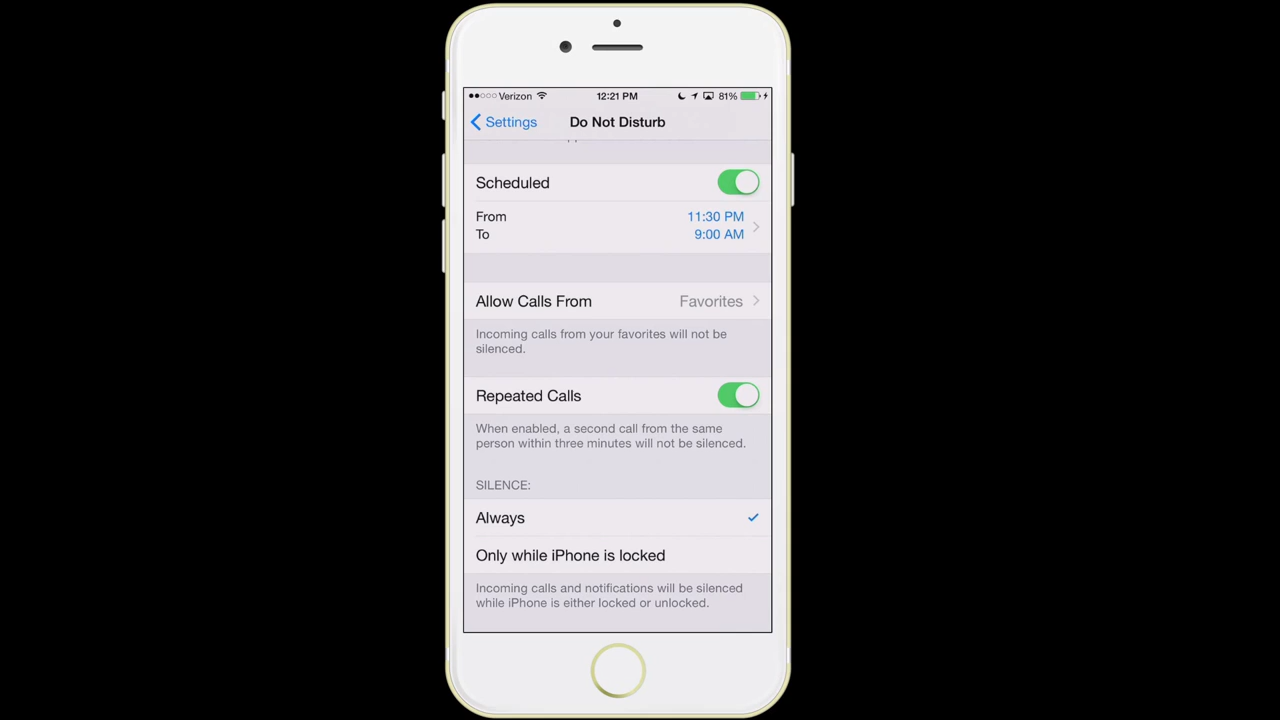 Verizon 12:21 PM 81%
Settings Do Not Disturb
Scheduled
From 11:30 PM
To 9:00 AM
Allow Calls From Favorites
Incoming calls from your favorites will not be
silenced.
Repeated Calls
When enabled, a second call from the same
person within three minutes will not be silenced.
SILENCE:
Always
Only while iPhone is locked
Incoming calls and notifications will be silenced
while iPhone is either locked or unlocked.